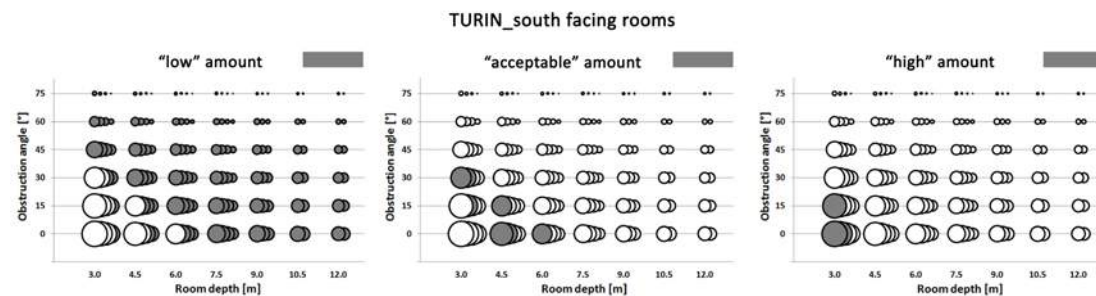 TURIN_south facing rooms
“low” amount
Obstruction angle [°]
75
60
45
30
15
0
3.0 4.5 6.0 7.5 9.0 10.5 12.0
Room depth [m]
“acceptable” amount
Obstruction angle [°]
75
60
45
30
15
0
3.0 4.5 6.0 7.5 9.0 10.5 12.0
Room depth [m]
“high” amount
Obstruction angle [°]
75
60
45
30
15
0
3.0 4.5 6.0 7.5 9.0 10.5 12.0
Room depth [m]